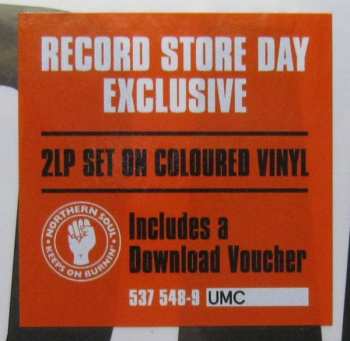 RECORD STORE DAY
EXCLUSIVE
2LP SET ON COLOURED VINYL
NORTHERN SOUL
KEEPS ON BURNIN'
Includes a
Download Voucher
537 548-9 UMC